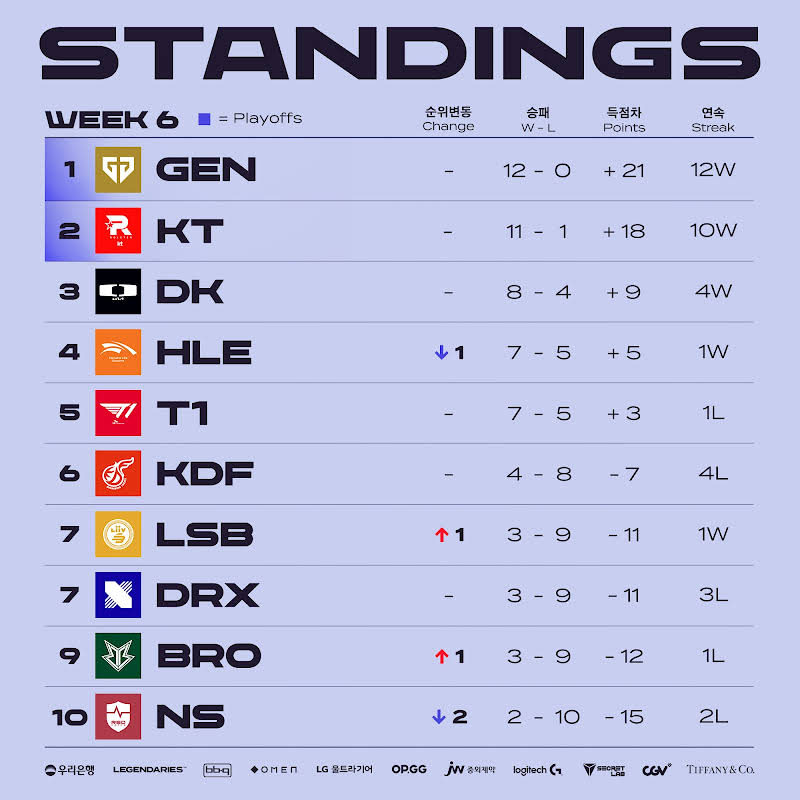 STANDINGS
WEEK 6 = Playoffs 순위변동 승패 득점차 연속
Change W - L Points Streak
1 GEN - 12 - 0 + 21 12W
2 KT - 11 - 1 + 18 10W
3 DK - 8 - 4 + 9 4W
4 HLE ↓ 1 7 - 5 + 5 1W
5 T1 - 7 - 5 + 3 1L
6 KDF - 4 - 8 - 7 4L
7 LSB ↑ 1 3 - 9 - 11 1W
7 DRX - 3 - 9 - 11 3L
9 BRO ↑ 1 3 - 9 - 12 1L
10 NS ↓ 2 2 - 10 - 15 2L
우리은행 LEGENDARIES bbq OMEN LG 울트라기어 OP.GG JW 중외제약 logitech G SECRETLAB CGV TIFFANY & CO.